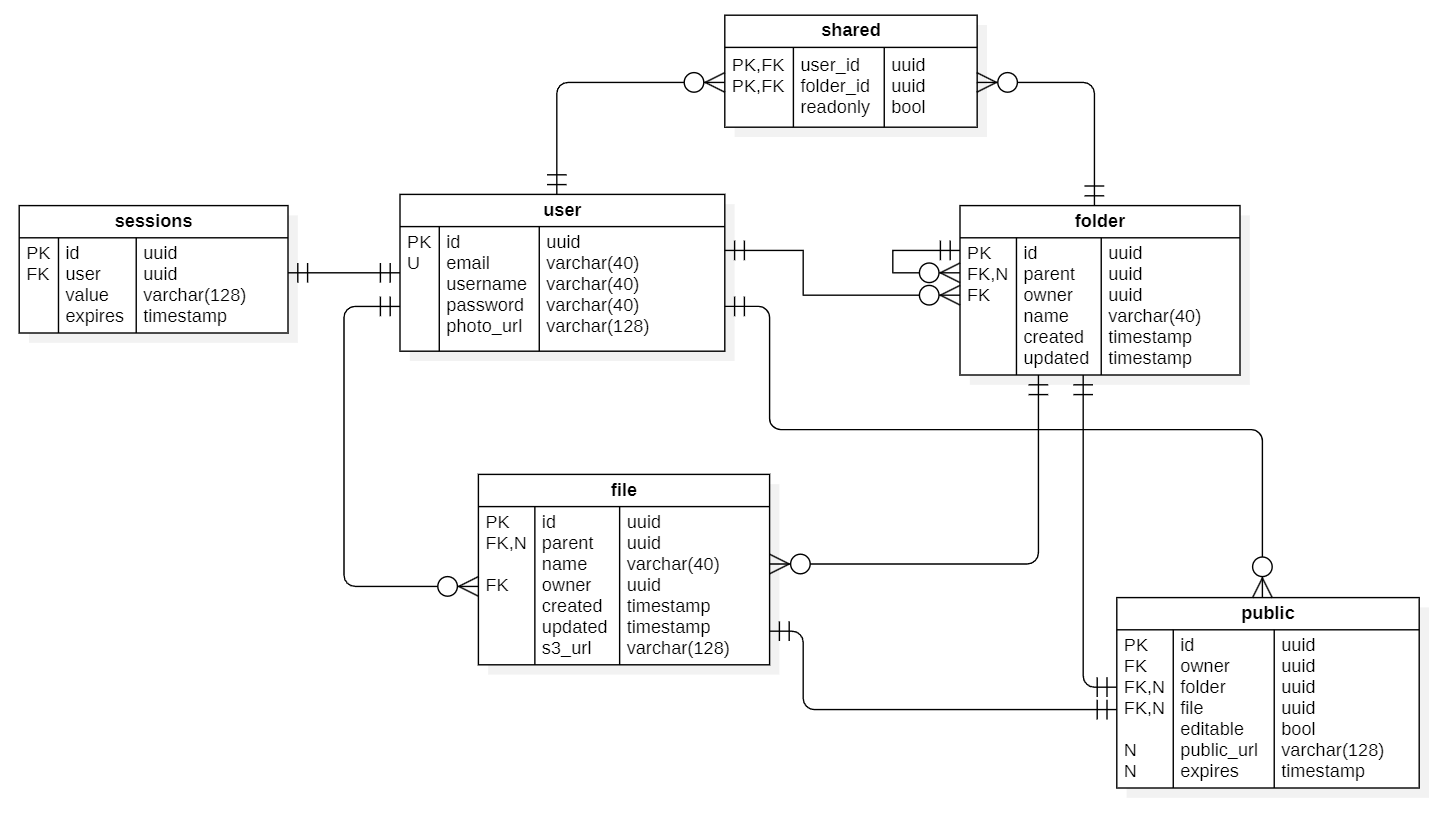 shared
PK,FK user_id uuid
PK,FK folder_id uuid
readonly bool
sessions
PK id uuid
FK user uuid
value varchar(128)
expires timestamp
user
PK id uuid
U email varchar(40)
username varchar(40)
password varchar(40)
photo_url varchar(128)
folder
PK id uuid
FK,N parent uuid
FK owner uuid
name varchar(40)
created timestamp
updated timestamp
file
PK id uuid
FK,N parent uuid
name varchar(40)
FK owner uuid
created timestamp
updated timestamp
s3_url varchar(128)
public
PK id uuid
FK owner uuid
FK,N folder uuid
FK,N file uuid
editable bool
N public_url varchar(128)
N expires timestamp